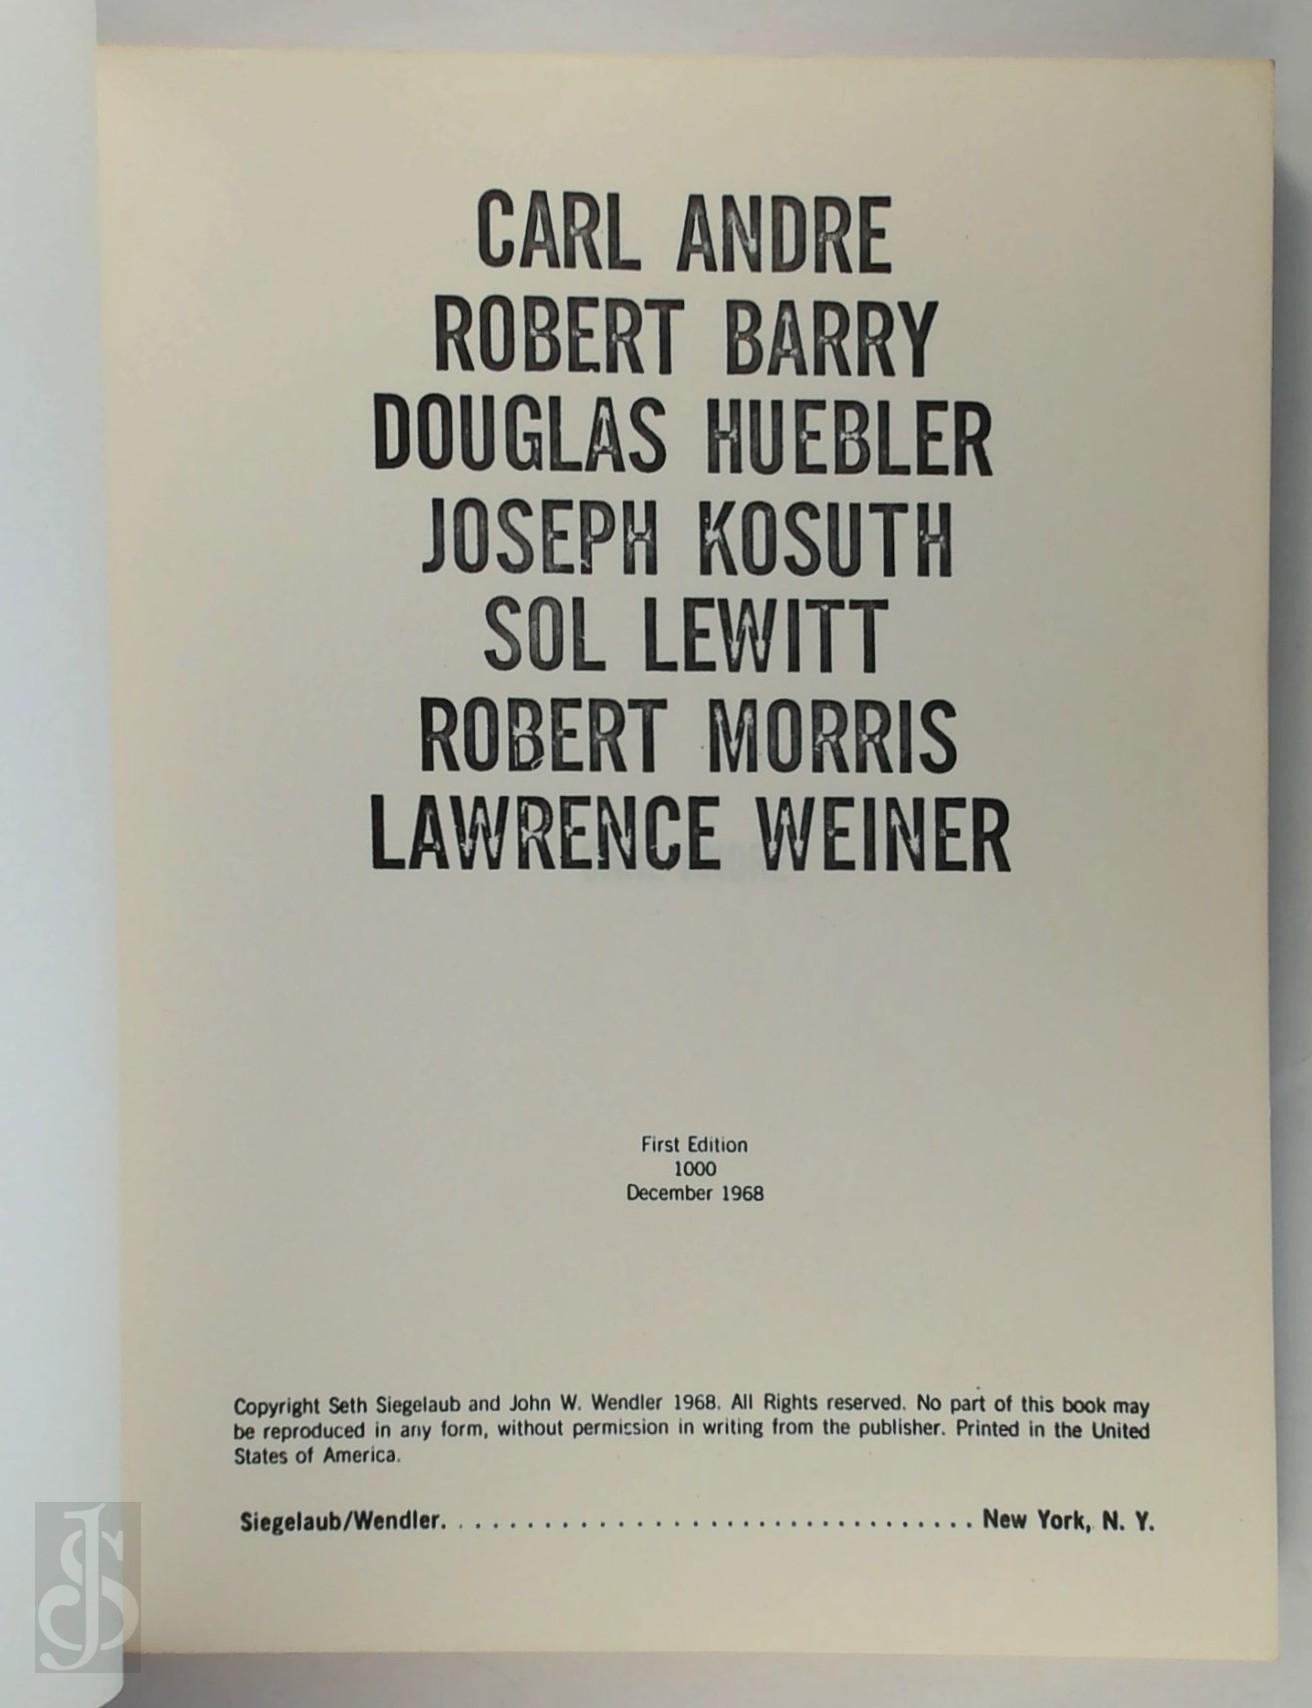 CARL ANDRE
ROBERT BARRY
DOUGLAS HUEBLER
JOSEPH KOSUTH
SOL LEWITT
ROBERT MORRIS
LAWRENCE WEINER
First Edition
1000
December 1968
Copyright Seth Siegelaub and John W. Wendler 1968. All Rights reserved. No part of this book may
be reproduced in any form, without permission in writing from the publisher. Printed in the United
States of America.
Siegelaub/Wendler. . . . . . . . . . . . . . . . . . . . . . . . . . . . . . . New York, N. Y.
JS